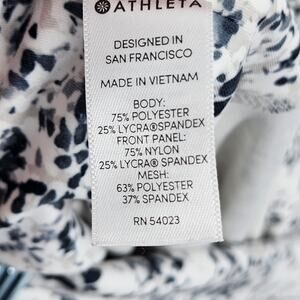 ATHLETA
DESIGNED IN
SAN FRANCISCO
MADE IN VIETNAM
BODY:
75% POLYESTER
25% LYCRA®SPANDEX
FRONT PANEL:
75% NYLON
25% LYCRA® SPANDEX
MESH:
63% POLYESTER
37% SPANDEX
RN 54023